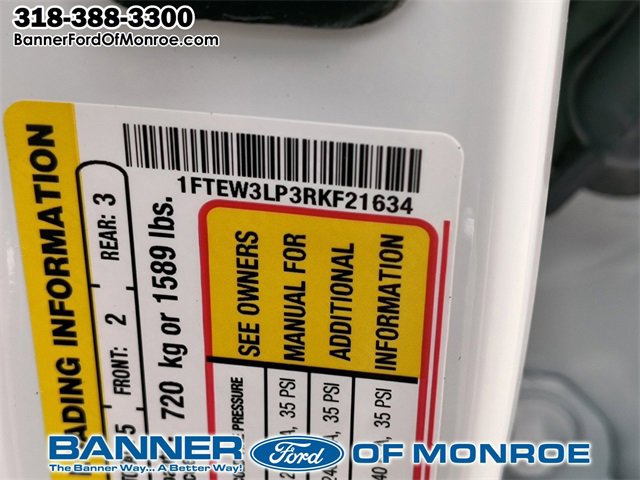 318-388-3300
BannerFordOfMonroe.com
1FTEW3LP3RKF21634
ADING INFORMATION
FRONT: 2 REAR: 3
720 kg or 1589 lbs.
SEE OWNERS
MANUAL FOR
ADDITIONAL
INFORMATION
PRESSURE
35 PSI
35 PSI
35 PSI
BANNER Ford OF MONROE
The Banner Way... A Better Way!